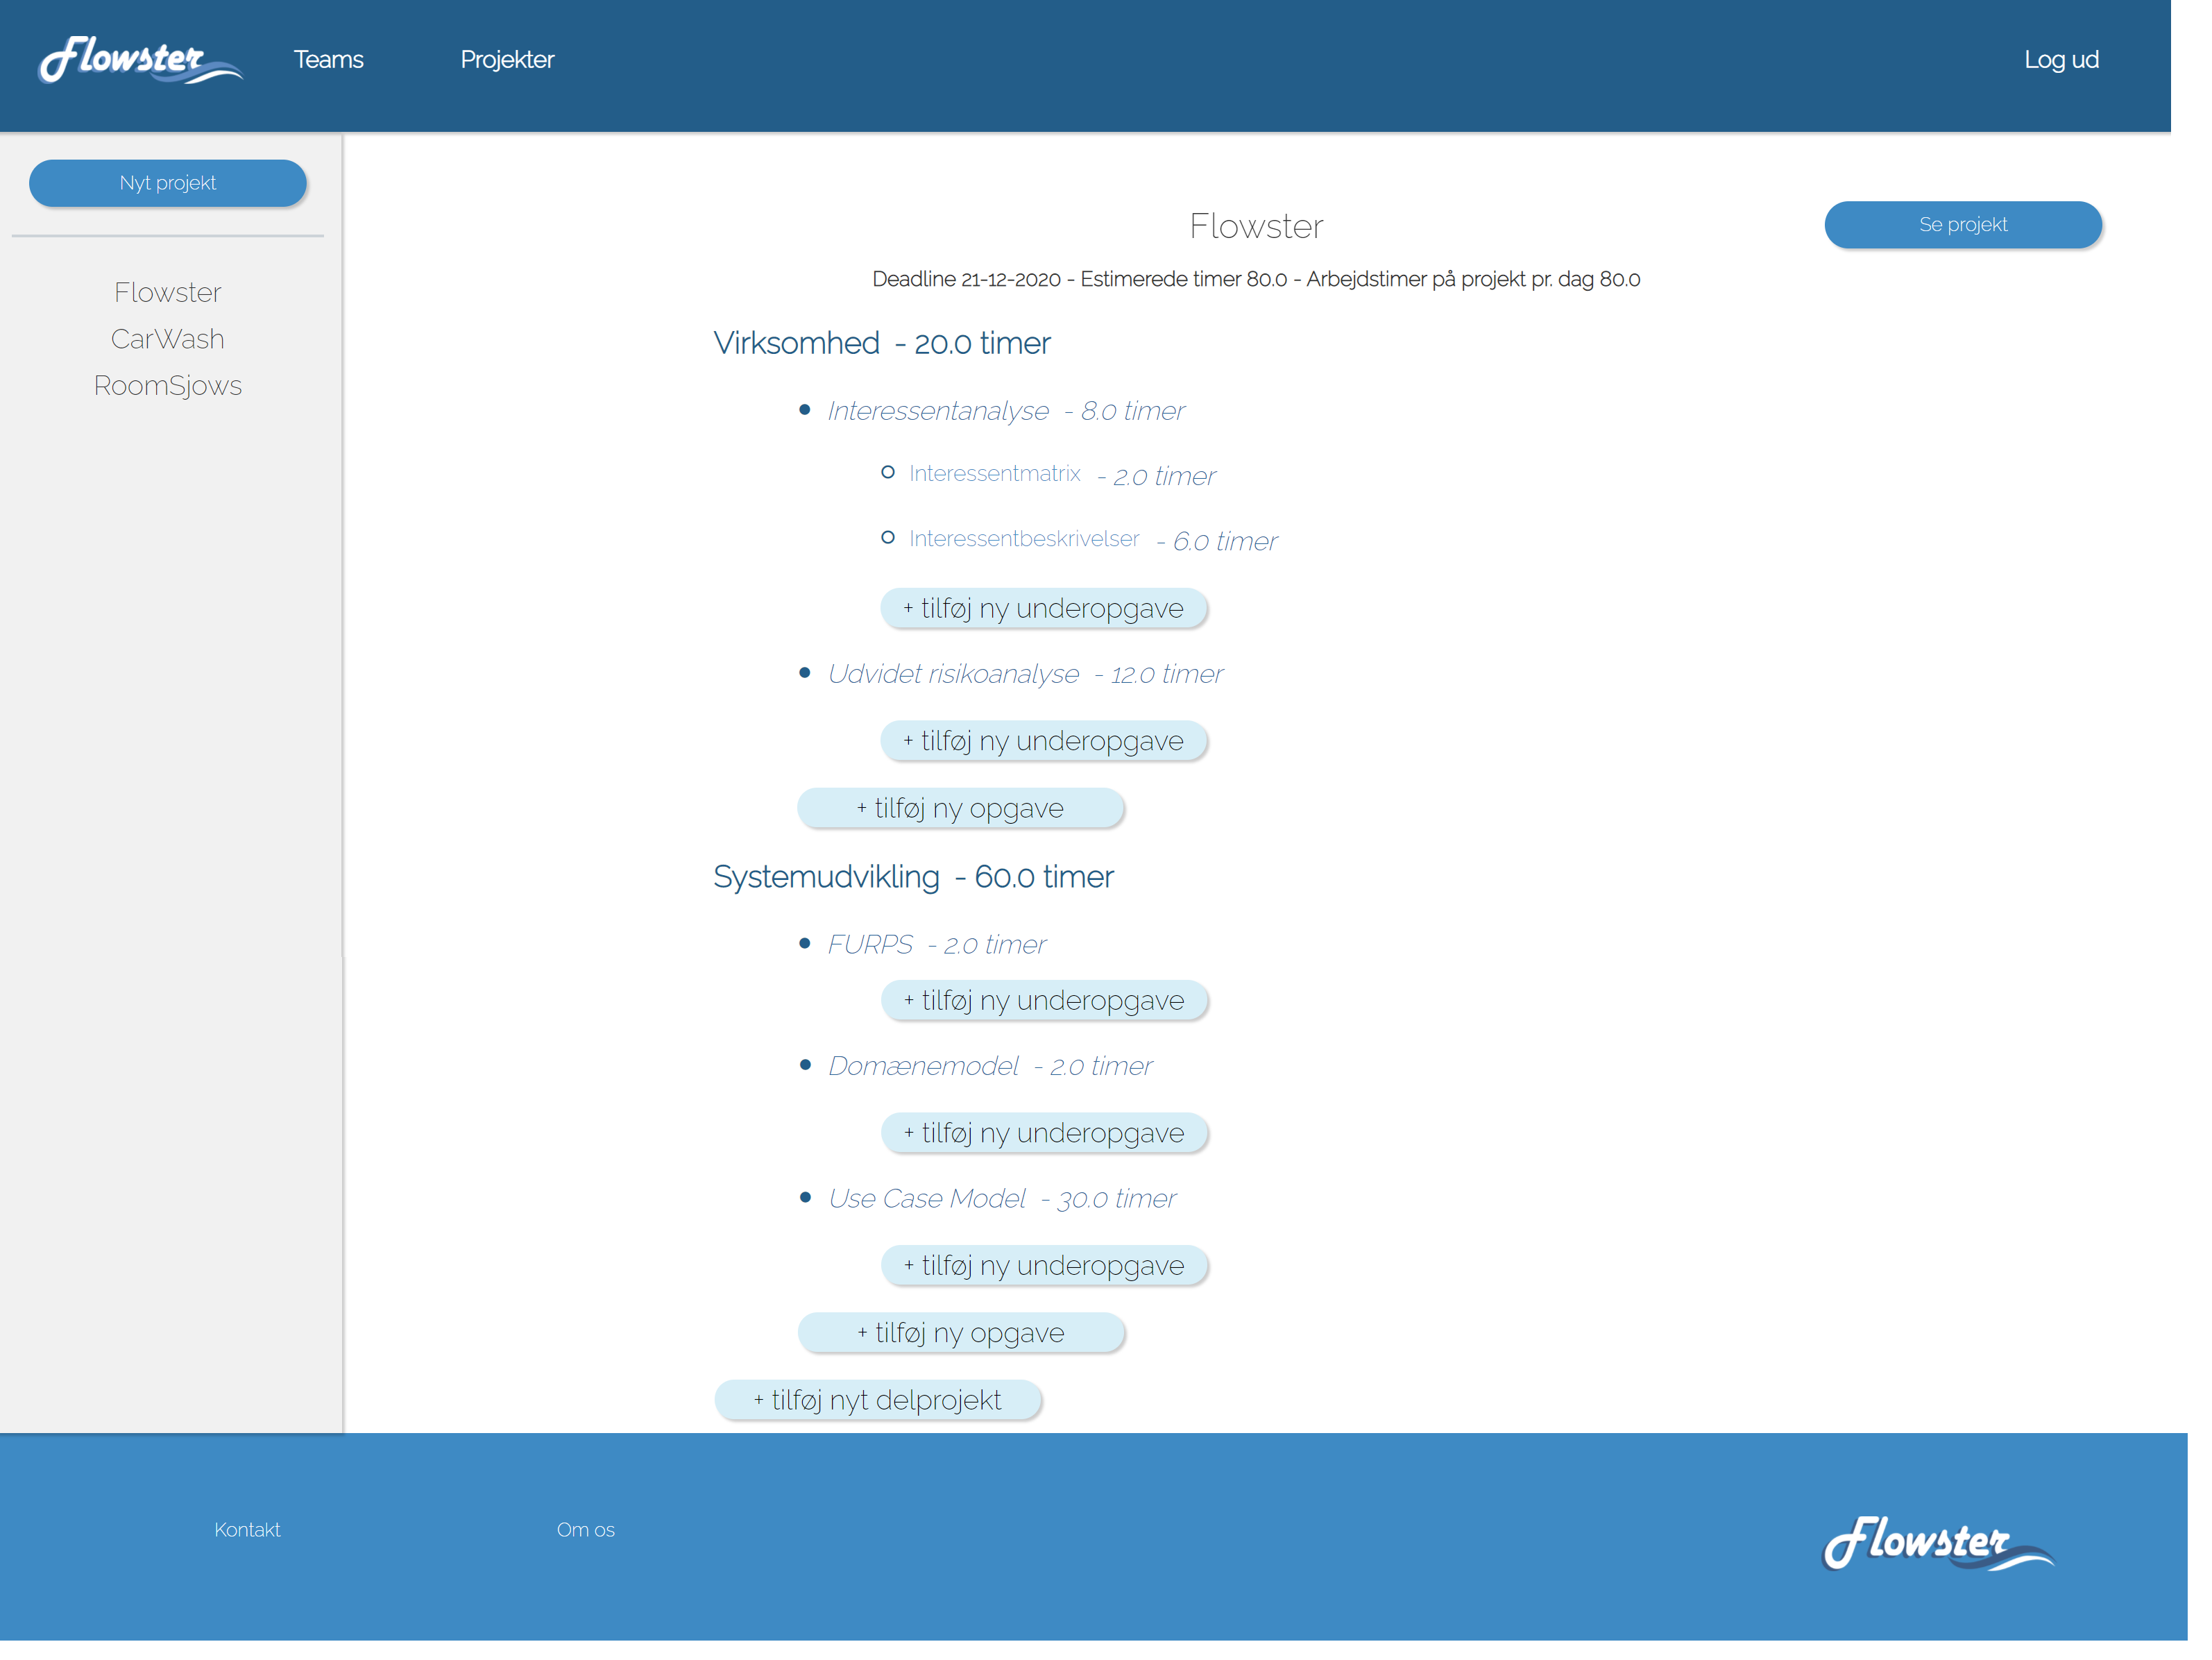 Flowster
Teams
Projekter
Log ud
Nyt projekt
Flowster
CarWash
RoomSjows
Flowster
Se projekt
Deadline 21-12-2020 - Estimerede timer 80.0 - Arbejdstimer på projekt pr. dag 80.0
Virksomhed - 20.0 timer
Interessentanalyse - 8.0 timer
Interessentmatrix - 2.0 timer
Interessentbeskrivelser - 6.0 timer
+ tilføj ny underopgave
Udvidet risikoanalyse - 12.0 timer
+ tilføj ny underopgave
+ tilføj ny opgave
Systemudvikling - 60.0 timer
FURPS - 2.0 timer
+ tilføj ny underopgave
Domænemodel - 2.0 timer
+ tilføj ny underopgave
Use Case Model - 30.0 timer
+ tilføj ny underopgave
+ tilføj ny opgave
+ tilføj nyt delprojekt
Kontakt
Om os
Flowster